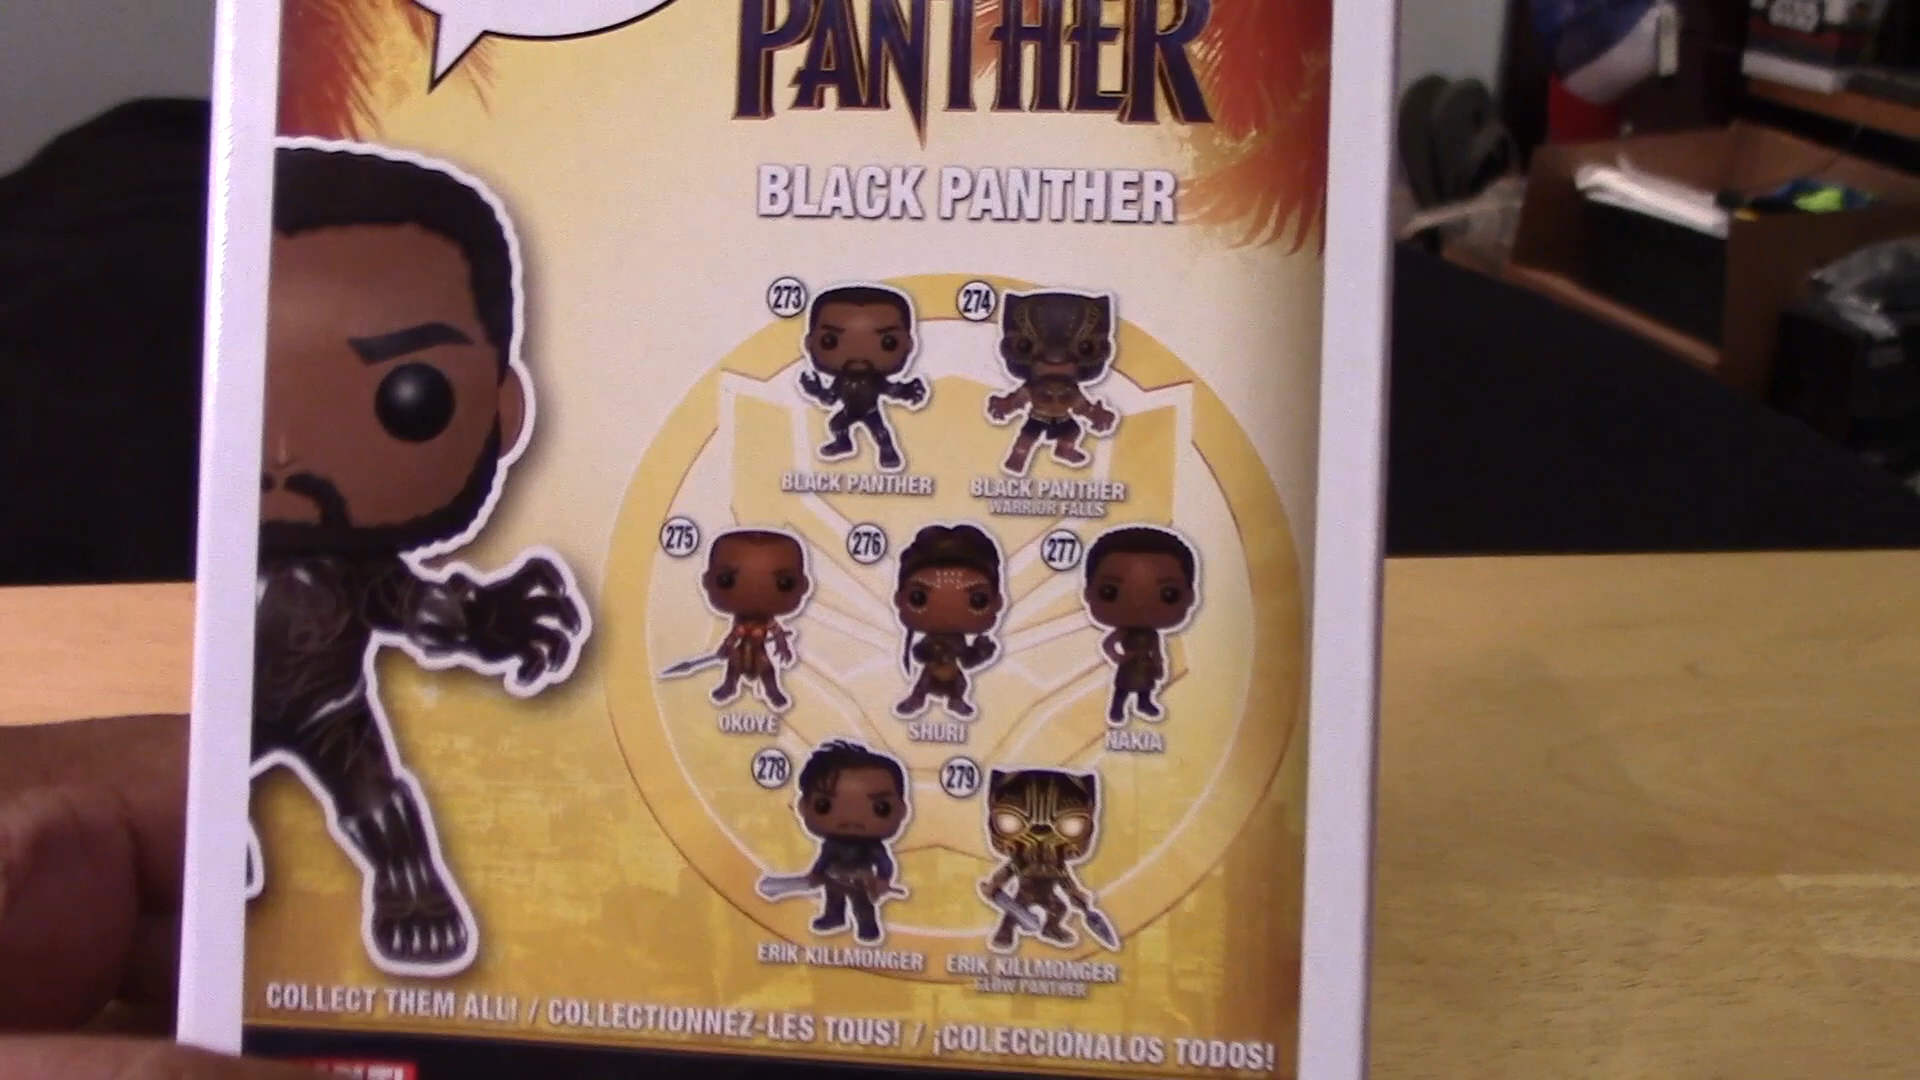 PANTHER
BLACK PANTHER
273
274
BLACK PANTHER
BLACK PANTHER
WARRIOR FALLS
275
276
277
OKOYE
SHURI
NAKIA
278
279
ERIK KILLMONGER
ERIK KILLMONGER
GLOW PANTHER
COLLECT THEM ALL! / COLLECTIONNEZ-LES TOUS! / ¡COLECCIÓNALOS TODOS!